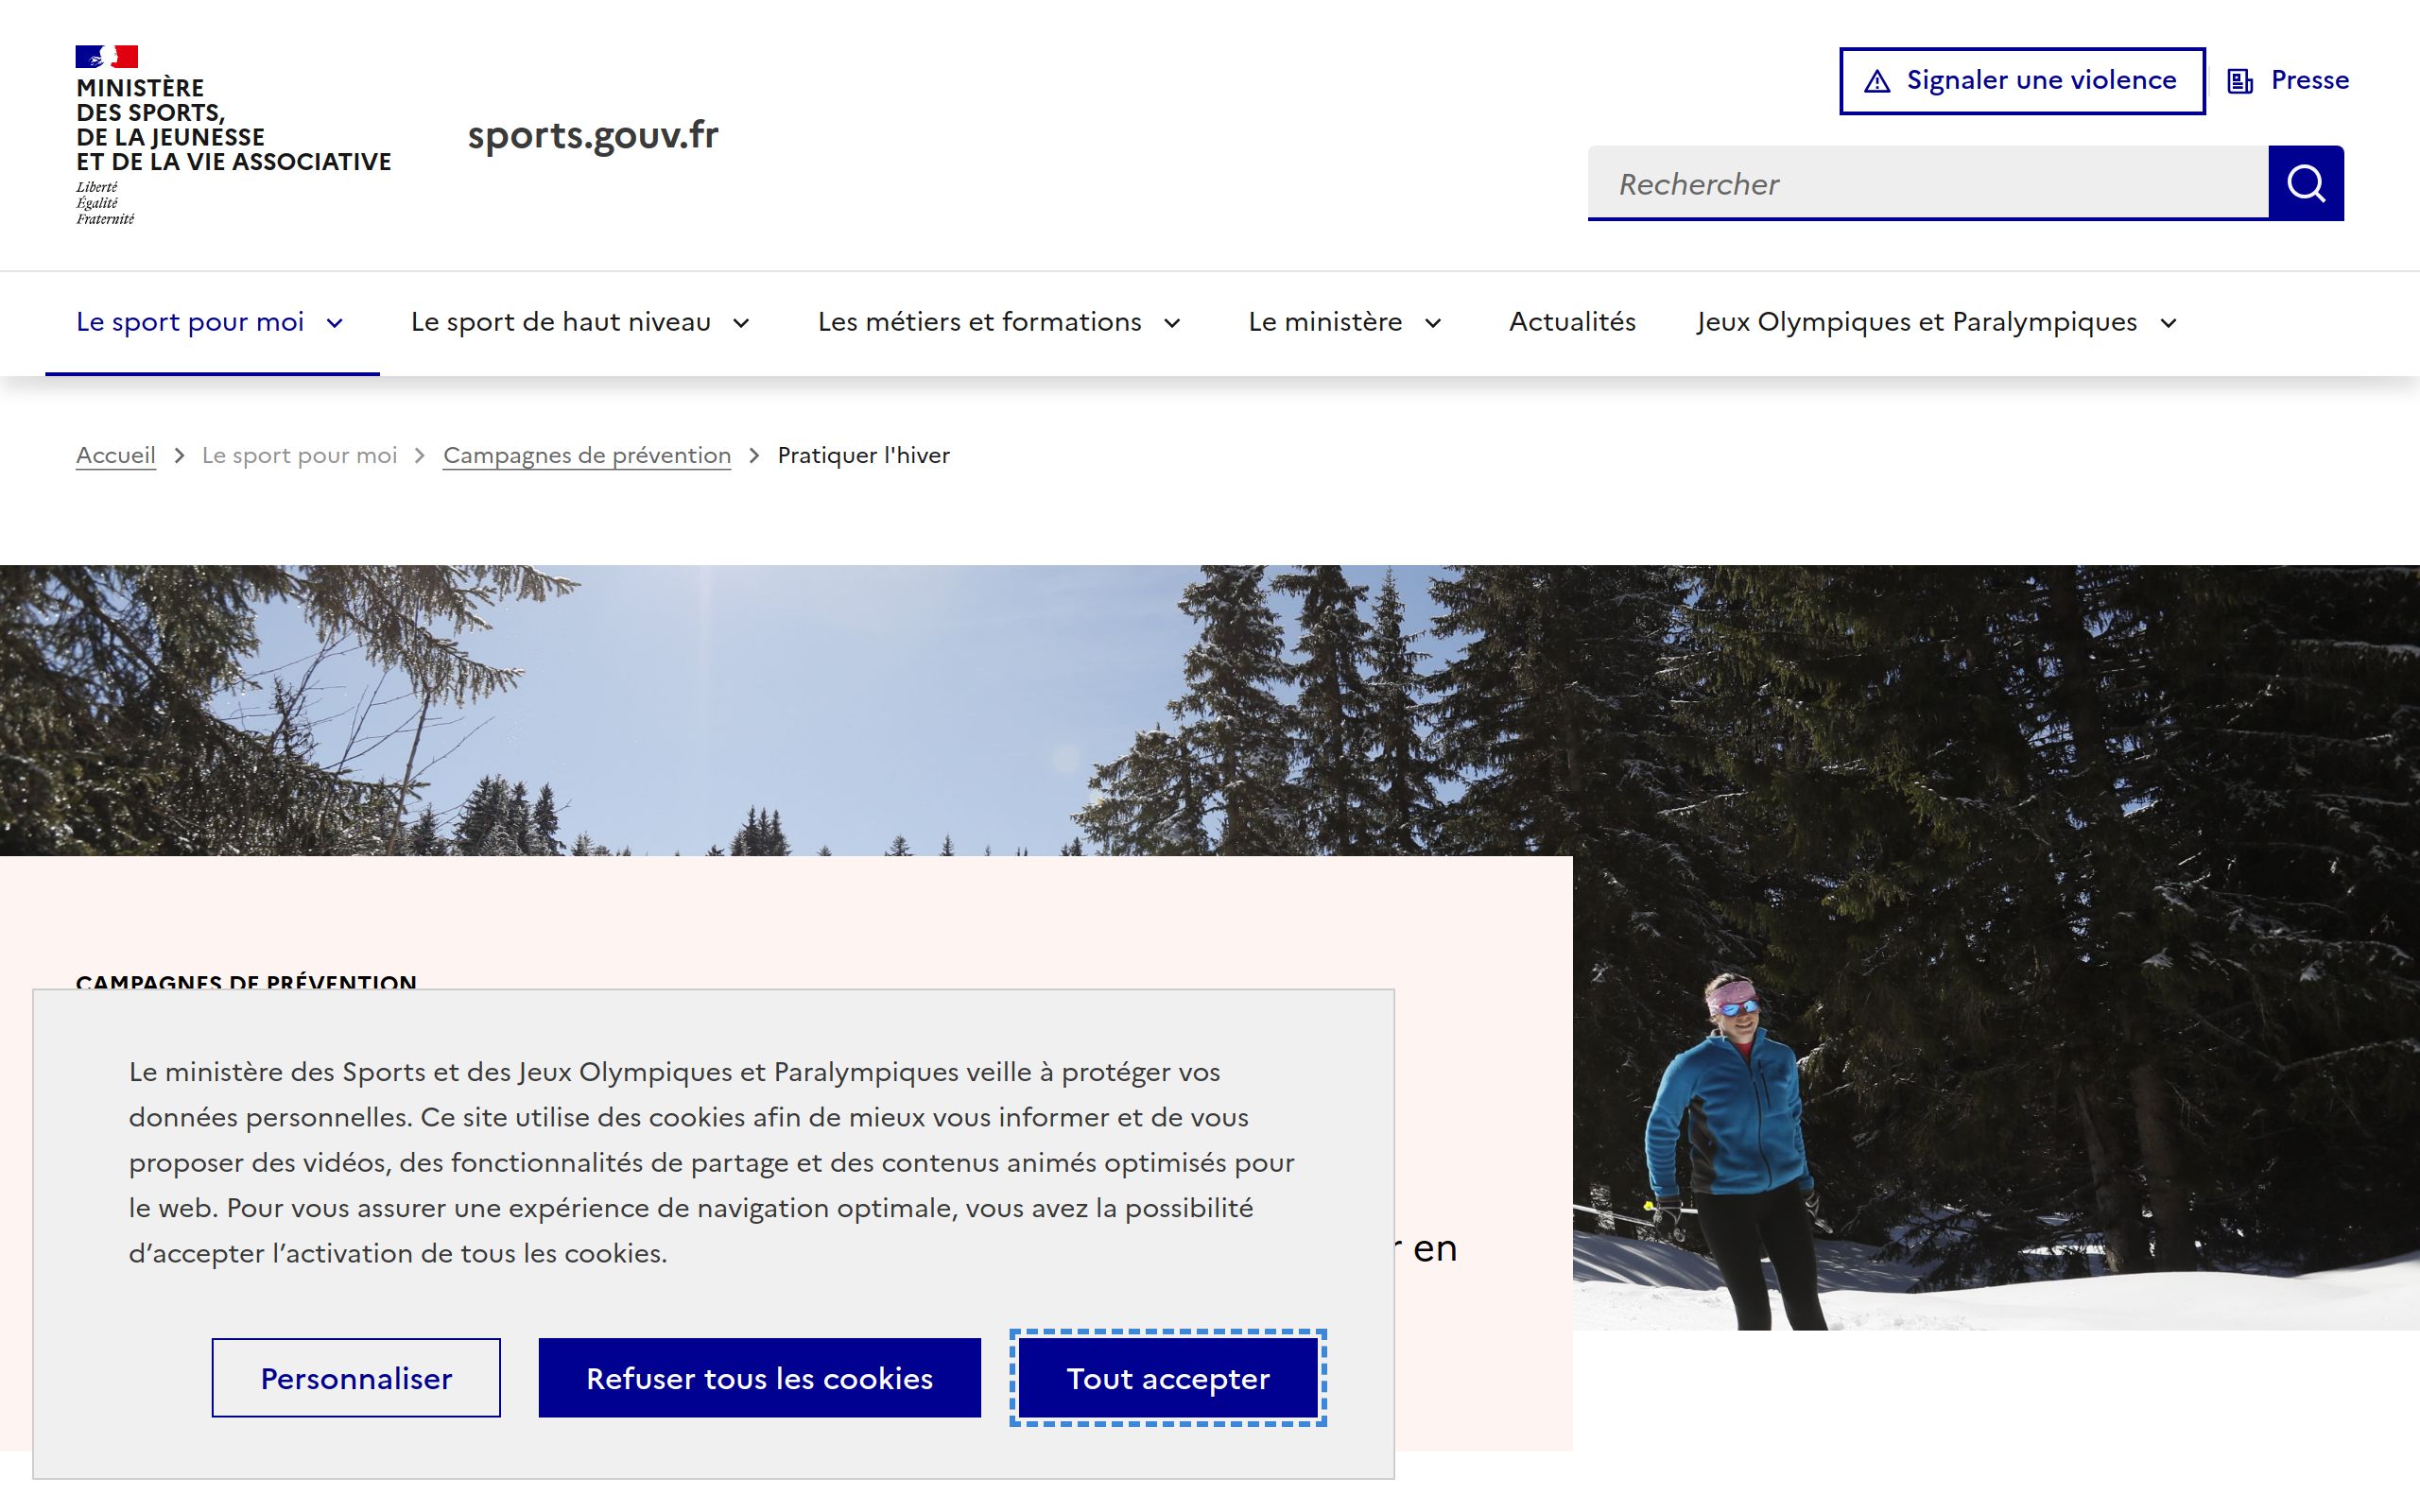 MINISTÈRE
DES SPORTS,
DE LA JEUNESSE
ET DE LA VIE ASSOCIATIVE
Liberté
Égalité
Fraternité
sports.gouv.fr
Signaler une violence
Presse
Rechercher
Le sport pour moi
Le sport de haut niveau
Les métiers et formations
Le ministère
Actualités
Jeux Olympiques et Paralympiques
Accueil
Le sport pour moi
Campagnes de prévention
Pratiquer l'hiver
CAMPAGNES DE PRÉVENTION
en
Le ministère des Sports et des Jeux Olympiques et Paralympiques veille à protéger vos
données personnelles. Ce site utilise des cookies afin de mieux vous informer et de vous
proposer des vidéos, des fonctionnalités de partage et des contenus animés optimisés pour
le web. Pour vous assurer une expérience de navigation optimale, vous avez la possibilité
d’accepter l’activation de tous les cookies.
Personnaliser
Refuser tous les cookies
Tout accepter